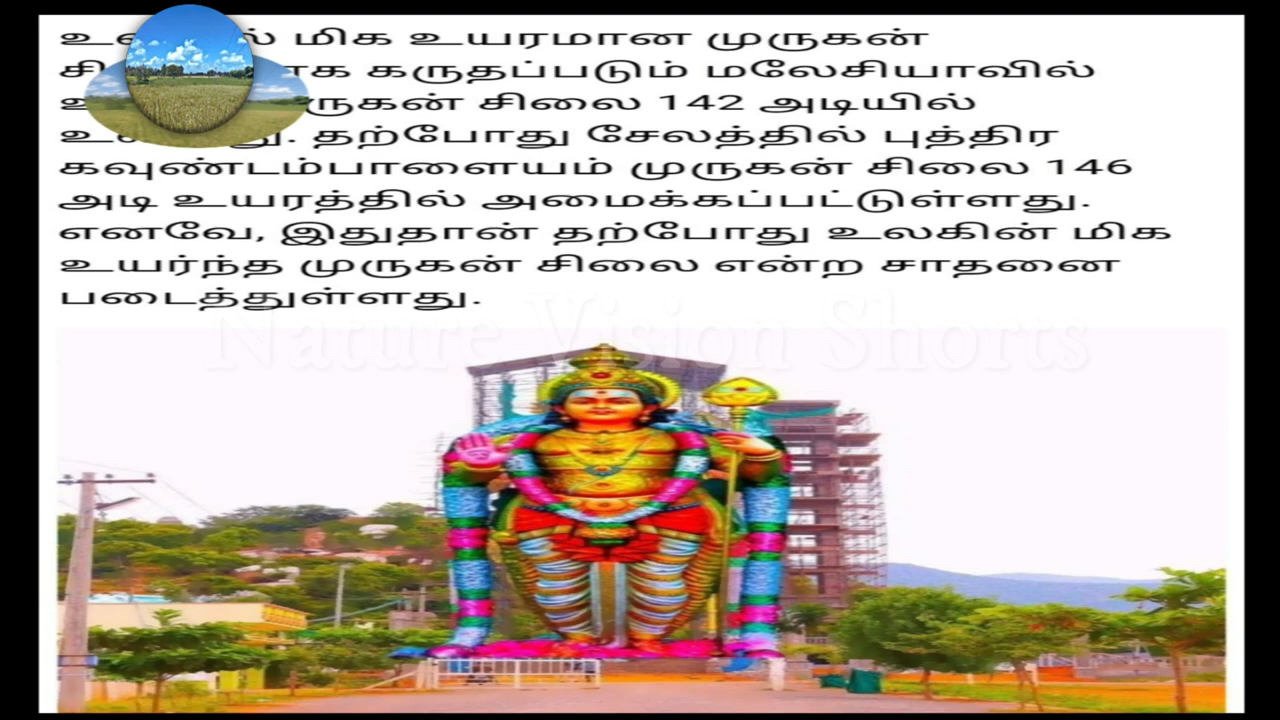 மிக உயரமான முருகன்
கருதப்படும் மலேசியாவில்
சிலை 142 அடியில்
தற்போது சேலத்தில் புத்திர
கவுண்டம்பாளையம் முருகன் சிலை 146
அடி உயரத்தில் அமைக்கப்பட்டுள்ளது.
எனவே, இதுதான் தற்போது உலகின் மிக
உயர்ந்த முருகன் சிலை என்ற சாதனை
படைத்துள்ளது.
Nature Vision Shorts